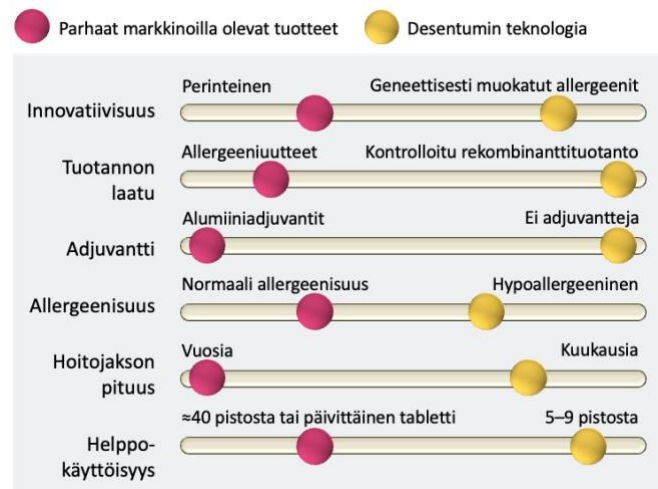 Parhaat markkinoilla olevat tuotteet
Desentumin teknologia
Innovatiivisuus
Perinteinen
Geneettisesti muokatut allergeenit
Tuotannon
laatu
Allergeeniuutteet
Kontrolloitu rekombinanttituotanto
Adjuvantti
Alumiiniadjuvantit
Ei adjuvantteja
Allergeenisuus
Normaali allergeenisuus
Hypoallergeeninen
Hoitojakson
pituus
Vuosia
Kuukausia
Helppo-
käyttöisyys
≈40 pistosta tai päivittäinen tabletti
5–9 pistosta